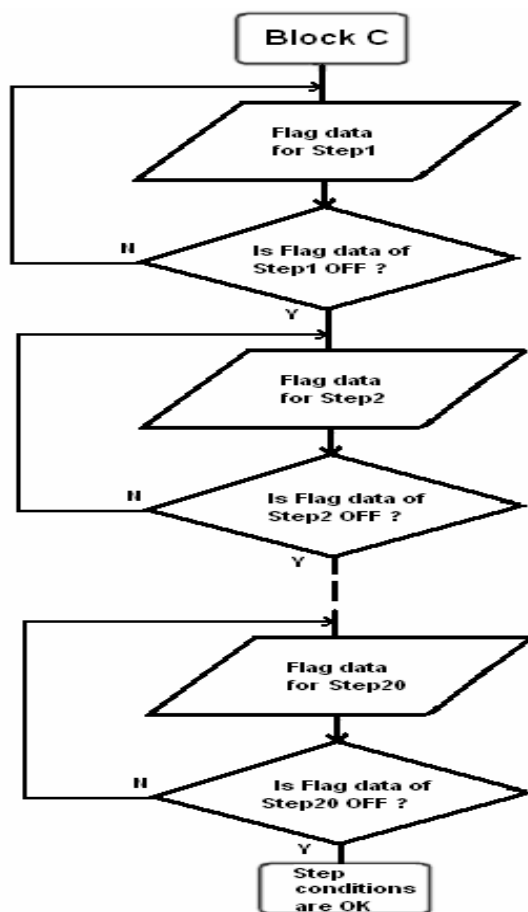 Block C
Flag data
for Step1
N
Is Flag data of
Step1 OFF ?
Y
Flag data
for Step2
N
Is Flag data of
Step2 OFF ?
Y
Flag data
for Step20
N
Is Flag data of
Step20 OFF ?
Y
Step
conditions
are OK